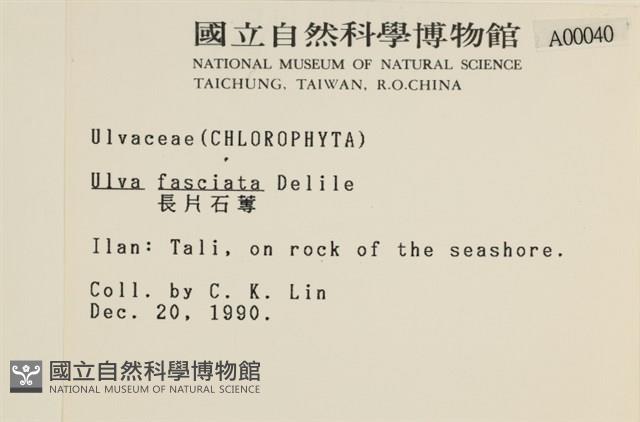 國立自然科學博物館
A00040
NATIONAL MUSEUM OF NATURAL SCIENCE
TAICHUNG, TAIWAN, R.O.CHINA
Ulvaceae(CHLOROPHYTA)
Ulva fasciata Delile
長片石蓴
Ilan: Tali, on rock of the seashore.
Coll. by C. K. Lin
Dec. 20, 1990.
國立自然科學博物館
NATIONAL MUSEUM OF NATURAL SCIENCE